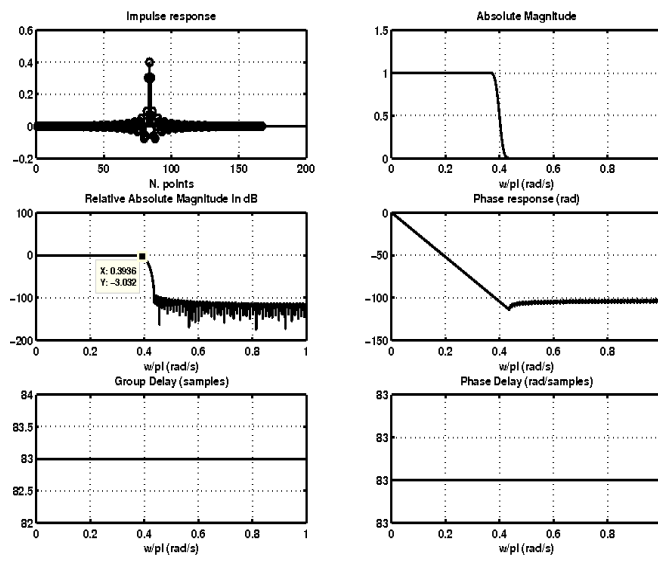 Impulse response
0.6
0.4
0.2
0
−0.2
0 50 100 150 200
N. points
Absolute Magnitude
1.5
1
0.5
0
0 0.2 0.4 0.6 0.8
w/pi (rad/s)
Relative Absolute Magnitude in dB
100
0
−100
−200
X: 0.3936
Y: −3.032
0 0.2 0.4 0.6 0.8 1
w/pi (rad/s)
Phase response (rad)
0
−50
−100
−150
0 0.2 0.4 0.6 0.8
w/pi (rad/s)
Group Delay (samples)
84
83.5
83
82.5
82
0 0.2 0.4 0.6 0.8 1
w/pi (rad/s)
Phase Delay (rad/samples)
83
83
83
83
0 0.2 0.4 0.6 0.8
w/pi (rad/s)